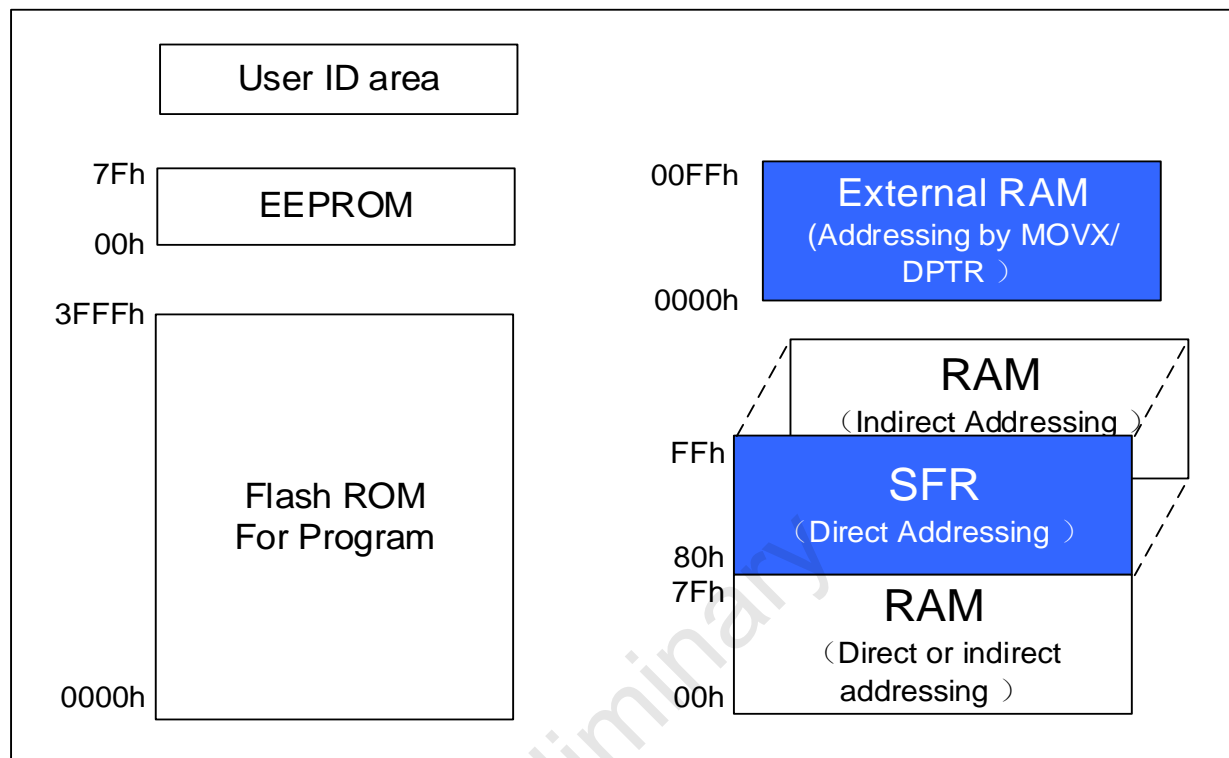 User ID area
7Fh
EEPROM
00h
3FFFh
Flash ROM
For Program
0000h
00FFh
External RAM
(Addressing by MOVX/
DPTR ）
0000h
RAM
（Indirect Addressing ）
FFh
SFR
（Direct Addressing ）
80h
7Fh
RAM
（Direct or indirect
addressing ）
00h